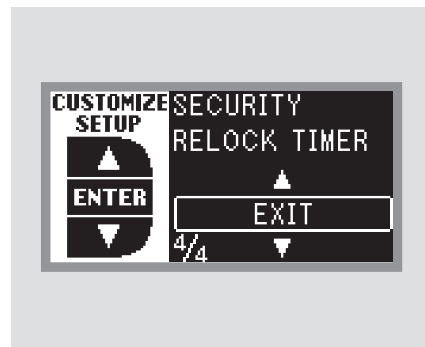 CUSTOMIZE
SETUP
ENTER
SECURITY
RELOCK TIMER
EXIT
4/4